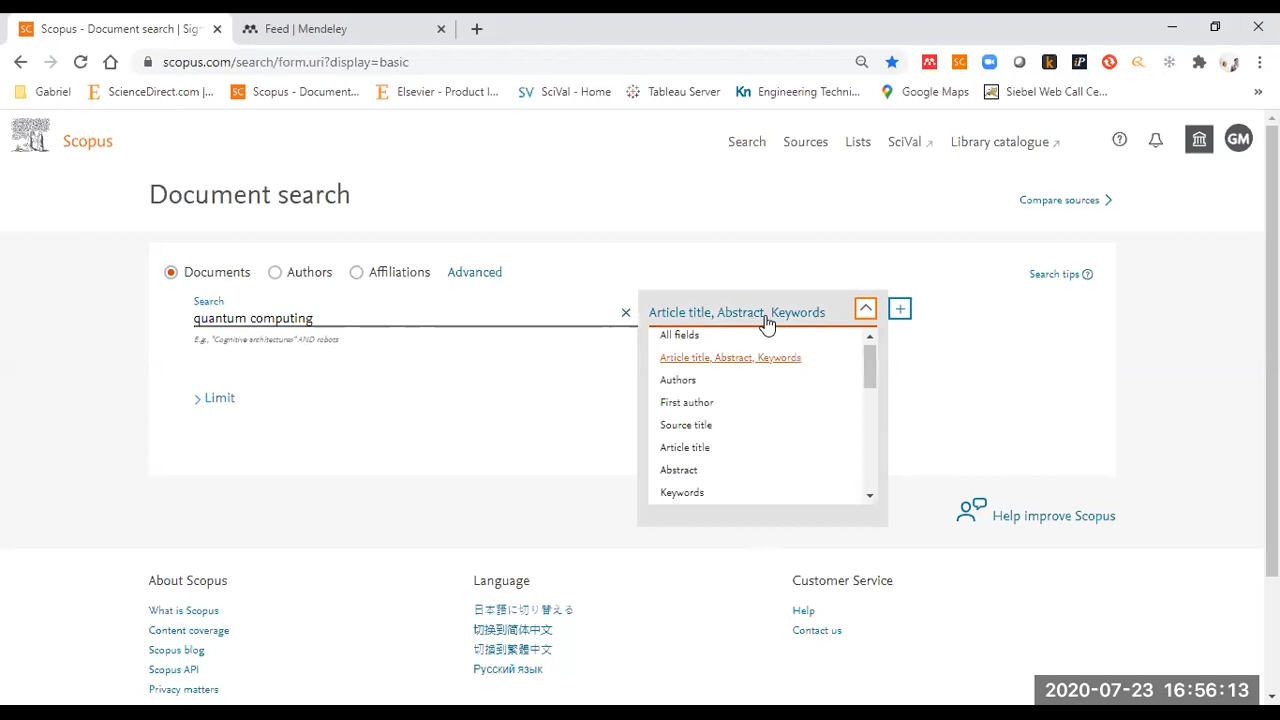 Scopus - Document search | Sig
Feed | Mendeley
scopus.com/search/form.uri?display=basic
Gabriel
ScienceDirect.com |...
Scopus - Documen...
Elsevier - Product I...
SciVal - Home
Tableau Server
Engineering Techni...
Google Maps
Siebel Web Call Ce...
Scopus
Search
Sources
Lists
SciVal
Library catalogue
GM
Document search
Compare sources
Documents
Authors
Affiliations
Advanced
Search tips
Search
quantum computing
E.g., "Cognitive architectures" AND robots
Article title, Abstract, Keywords
All fields
Article title, Abstract, Keywords
Authors
First author
Source title
Article title
Abstract
Keywords
Limit
Help improve Scopus
About Scopus
Language
Customer Service
What is Scopus
日本語に切り替える
Help
Content coverage
切换到简体中文
Contact us
Scopus blog
切換到繁體中文
Scopus API
Русский язык
Privacy matters
2020-07-23 16:56:13